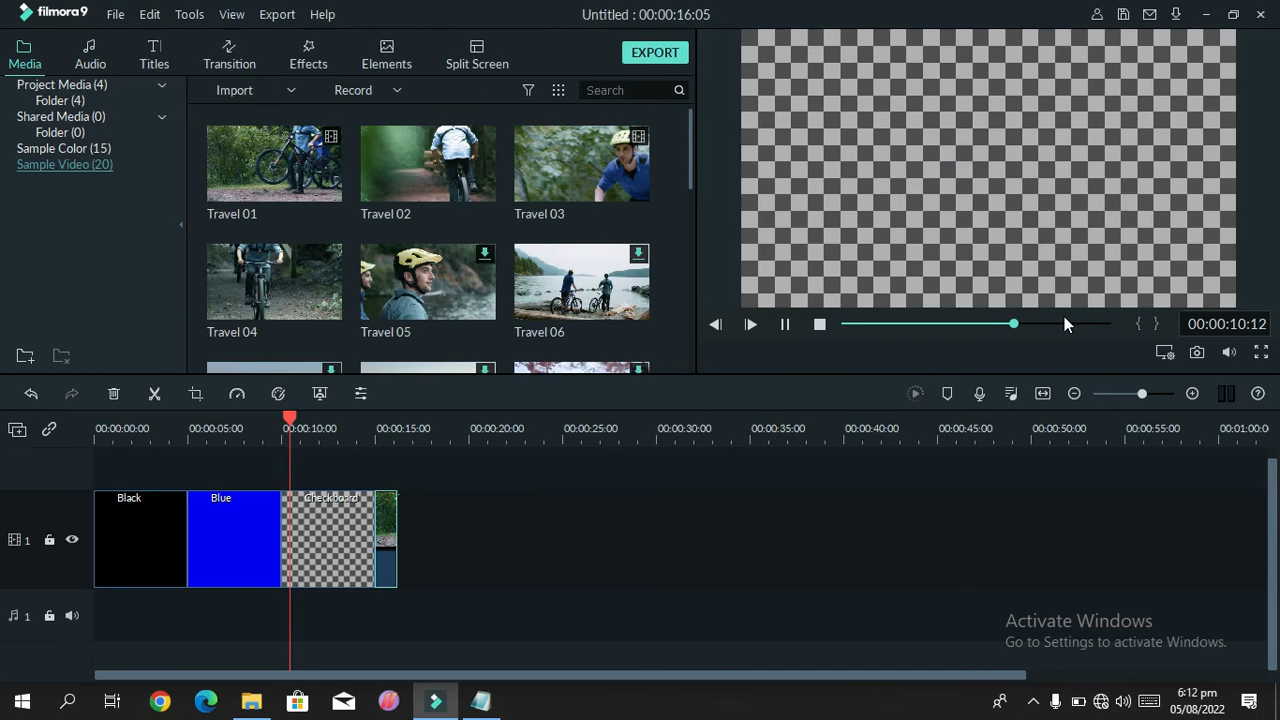 filmora9 File Edit Tools View Export Help Untitled : 00:00:16:05
Media Audio Titles Transition Effects Elements Split Screen EXPORT
Project Media (4)
Folder (4)
Shared Media (0)
Folder (0)
Sample Color (15)
Sample Video (20)
Import Record Search
Travel 01 Travel 02 Travel 03
Travel 04 Travel 05 Travel 06
00:00:10:12
00:00:00:00 00:00:05:00 00:00:10:00 00:00:15:00 00:00:20:00 00:00:25:00 00:00:30:00 00:00:35:00 00:00:40:00 00:00:45:00 00:00:50:00 00:00:55:00 00:01:00:0
Black Blue Checkboard
1
1
Activate Windows
Go to Settings to activate Windows.
6:12 pm
05/08/2022